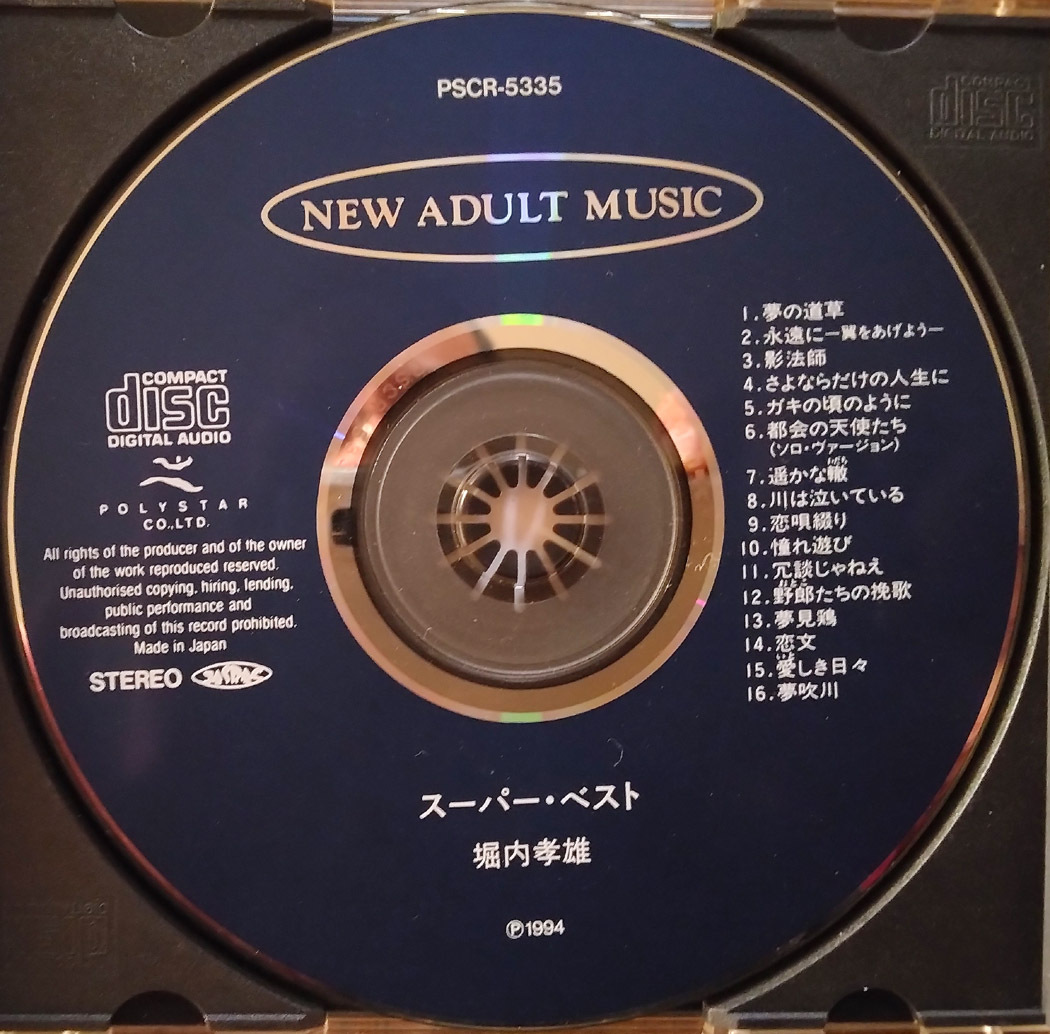 PSCR-5335
NEW ADULT MUSIC
COMPACT
disc
DIGITAL AUDIO
POLYSTAR
CO.,LTD.
All rights of the producer and of the owner
of the work reproduced reserved.
Unauthorised copying, hiring, lending,
public performance and
broadcasting of this record prohibited.
Made in Japan
STEREO JASRAC
1.夢の道草
2.永遠に—翼をあげよう—
3.影法師
4.さよならだけの人生に
5.ガキの頃のように
6.都会の天使たち
(ソロ・ヴァージョン)
7.遥かな轍
8.川は泣いている
9.恋唄綴り
10.憧れ遊び
11.冗談じゃねえ
12.野郎たちの挽歌
13.夢見鶏
14.恋文
15.愛しき日々
16.夢吹川
スーパー・ベスト
堀内孝雄
Ⓟ1994
COMPACT
disc
DIGITAL AUDIO